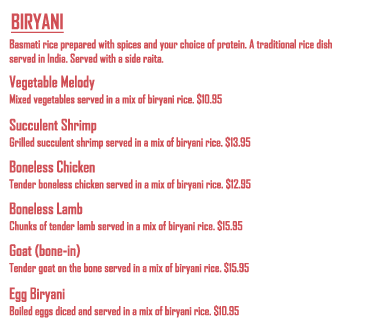 BIRYANI
Basmati rice prepared with spices and your choice of protein. A traditional rice dish
served in India. Served with a side raita.
Vegetable Melody
Mixed vegetables served in a mix of biryani rice. $10.95
Succulent Shrimp
Grilled succulent shrimp served in a mix of biryani rice. $13.95
Boneless Chicken
Tender boneless chicken served in a mix of biryani rice. $12.95
Boneless Lamb
Chunks of tender lamb served in a mix of biryani rice. $15.95
Goat (bone-in)
Tender goat on the bone served in a mix of biryani rice. $15.95
Egg Biryani
Boiled eggs diced and served in a mix of biryani rice. $10.95